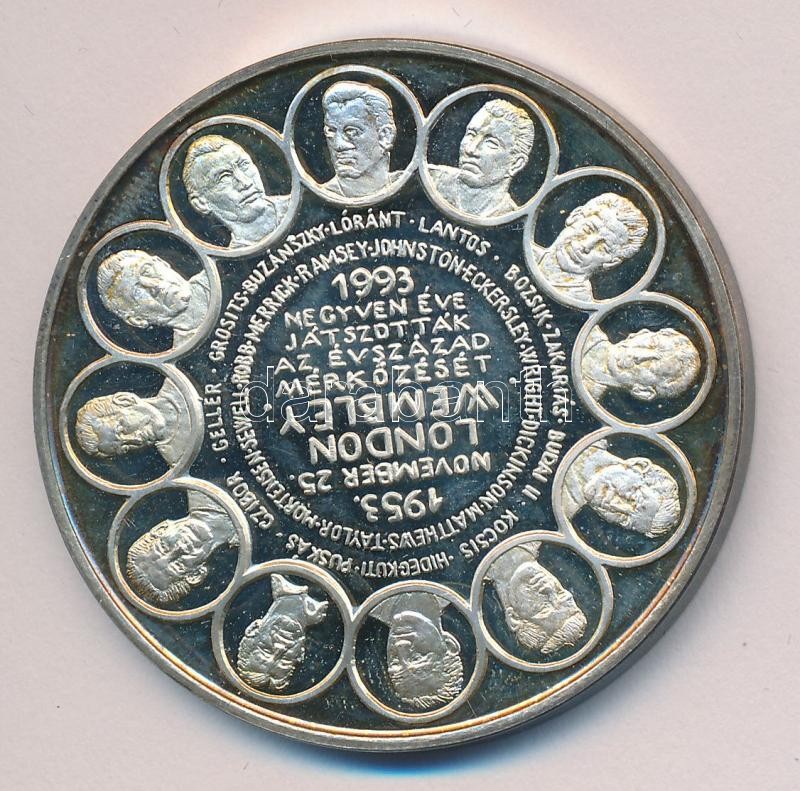 GROSITS · BUZÁNSZKY · LÓRÁNT · LANTOS · BOZSIK · ZAKARIÁS · BUDAI II · KOCSIS · HIDEGKUTI · PUSKÁS · CZIBOR · GELLÉR ·
MERRICK · RAMSEY · JOHNSTON · ECKERSLEY · WRIGHT · DICKINSON · MATTHEWS · TAYLOR · MORTENSEN · SEWELL · ROBB ·
1993
NEGYVEN ÉVE
JÁTSZOTTÁK
AZ ÉVSZÁZAD
MÉRKŐZÉSÉT
1953.
NOVEMBER 25.
LONDON
WEMBLEY
darabanth